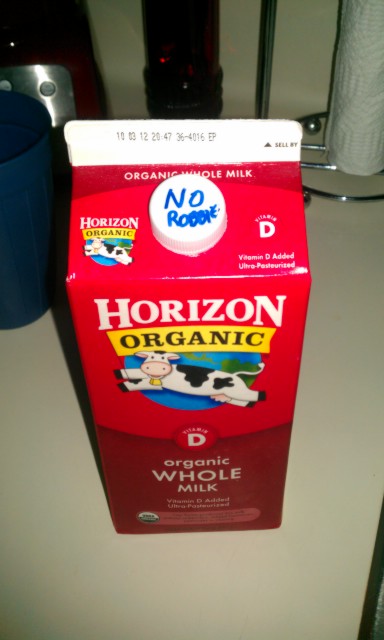 10 03 12 20:47 36-4016 EP
▲ SELL BY
ORGANIC WHOLE MILK
NO
ROBBIE
HORIZON
ORGANIC
VITAMIN
D
Vitamin D Added
Ultra-Pasteurized
HORIZON
ORGANIC
VITAMIN
D
organic
WHOLE
MILK
Vitamin D Added
Ultra-Pasteurized
USDA